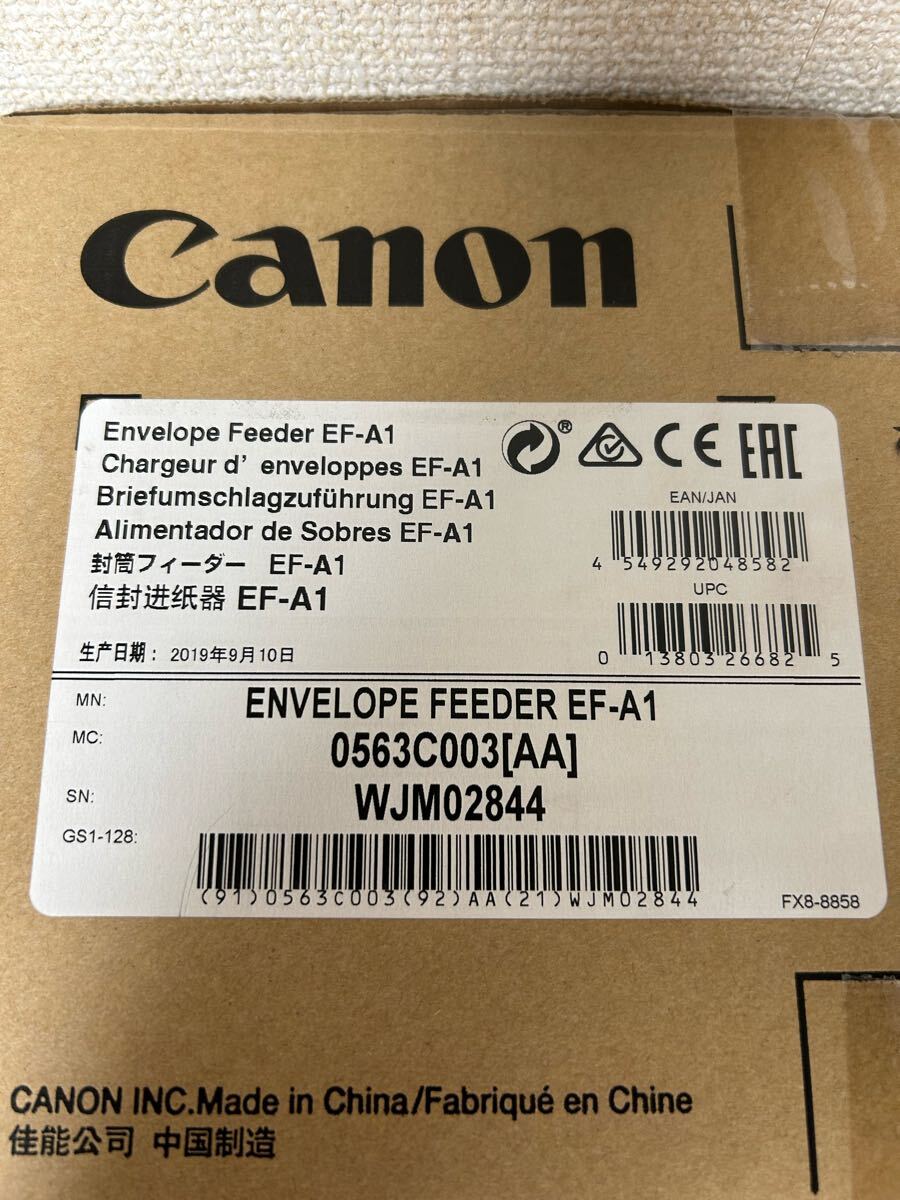 Canon
Envelope Feeder EF-A1
Chargeur d' enveloppes EF-A1
Briefumschlagzuführung EF-A1
Alimentador de Sobres EF-A1
封筒フィーダー EF-A1
信封进纸器 EF-A1
生产日期： 2019年9月10日
® CE EAC
EAN/JAN
4 549292048582
UPC
0 13803 26682 5
MN: ENVELOPE FEEDER EF-A1
MC: 0563C003[AA]
SN: WJM02844
GS1-128:
(91)0563C003(92)AA(21)WJM02844
FX8-8858
CANON INC.Made in China/Fabriqué en Chine
佳能公司 中国制造